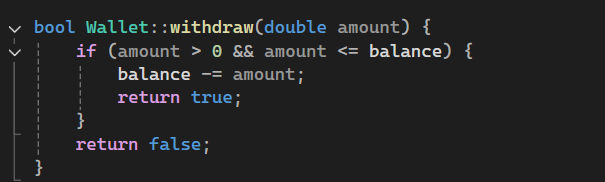 bool Wallet::withdraw(double amount) {
    if (amount > 0 && amount <= balance) {
        balance -= amount;
        return true;
    }
    return false;
}